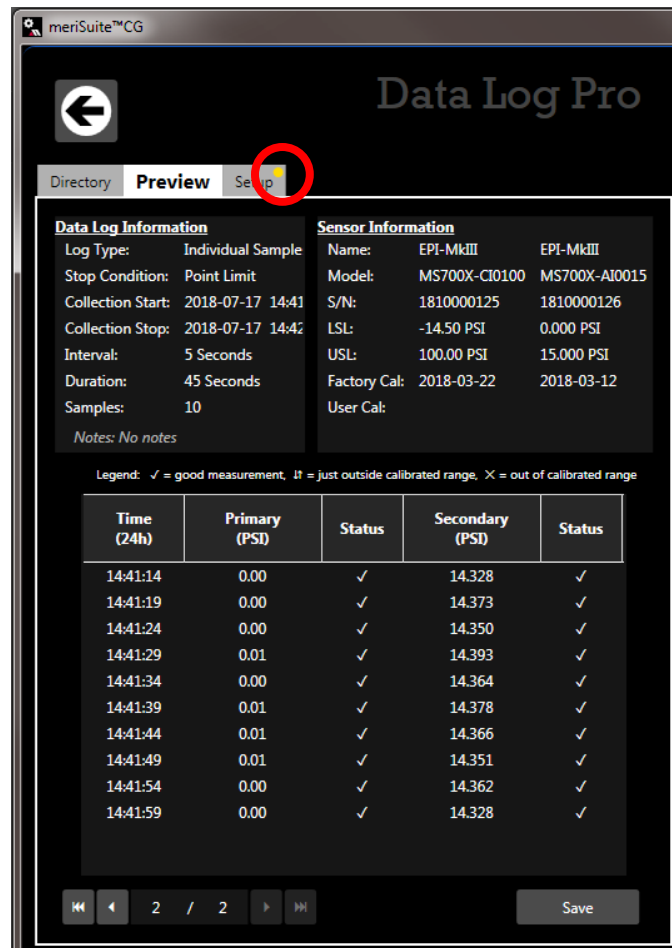 meriSuite™CG
Data Log Pro
Directory Preview Setup
Data Log Information
Log Type: Individual Sample
Stop Condition: Point Limit
Collection Start: 2018-07-17 14:41
Collection Stop: 2018-07-17 14:42
Interval: 5 Seconds
Duration: 45 Seconds
Samples: 10
Notes: No notes
Sensor Information
Name: EPI-MkIII EPI-MkIII
Model: MS700X-CI0100 MS700X-AI0015
S/N: 1810000125 1810000126
LSL: -14.50 PSI 0.000 PSI
USL: 100.00 PSI 15.000 PSI
Factory Cal: 2018-03-22 2018-03-12
User Cal:
Legend: ✓ = good measurement, ↓↑ = just outside calibrated range, ✕ = out of calibrated range
Time Primary Status Secondary Status
(24h) (PSI) (PSI)
14:41:14 0.00 ✓ 14.328 ✓
14:41:19 0.00 ✓ 14.373 ✓
14:41:24 0.00 ✓ 14.350 ✓
14:41:29 0.01 ✓ 14.393 ✓
14:41:34 0.00 ✓ 14.364 ✓
14:41:39 0.01 ✓ 14.378 ✓
14:41:44 0.01 ✓ 14.366 ✓
14:41:49 0.01 ✓ 14.351 ✓
14:41:54 0.00 ✓ 14.362 ✓
14:41:59 0.00 ✓ 14.328 ✓
2 / 2
Save